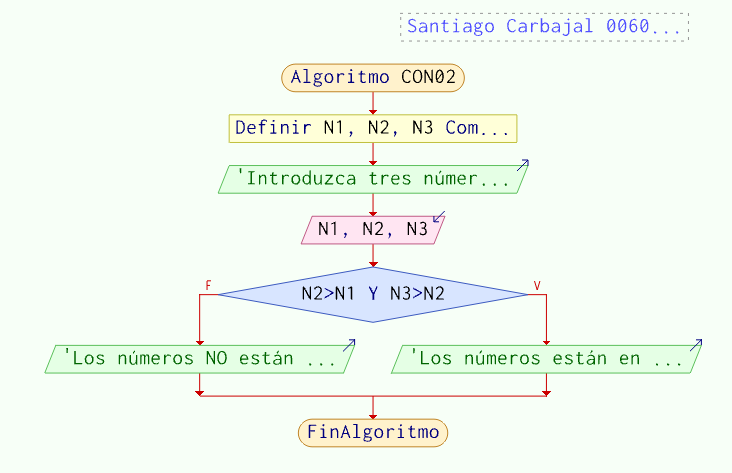 Santiago Carbajal 0060...
Algoritmo CON02
Definir N1, N2, N3 Com...
'Introduzca tres númer...
N1, N2, N3
N2>N1 Y N3>N2
F
V
'Los números NO están ...
'Los números están en ...
FinAlgoritmo